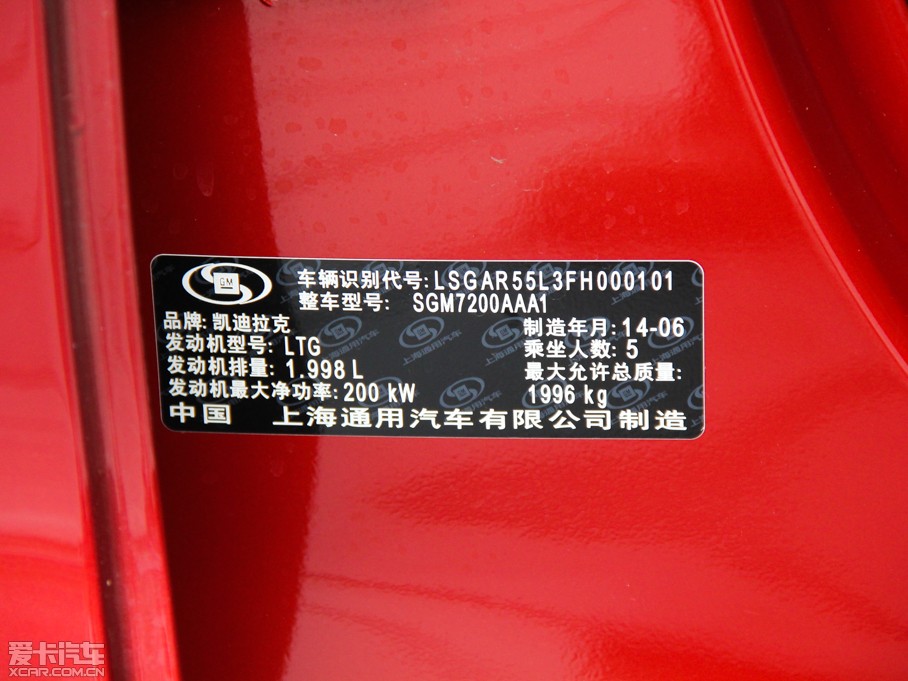 GM
车辆识别代号:LSGAR55L3FH000101
整车型号: SGM7200AAA1
品牌:凯迪拉克 制造年月:14-06
发动机型号:LTG 乘坐人数:5
发动机排量:1.998L 最大允许总质量:
发动机最大净功率:200 kW 1996 kg
中国 上海通用汽车有限公司制造
爱卡汽车
XCAR.COM.CN